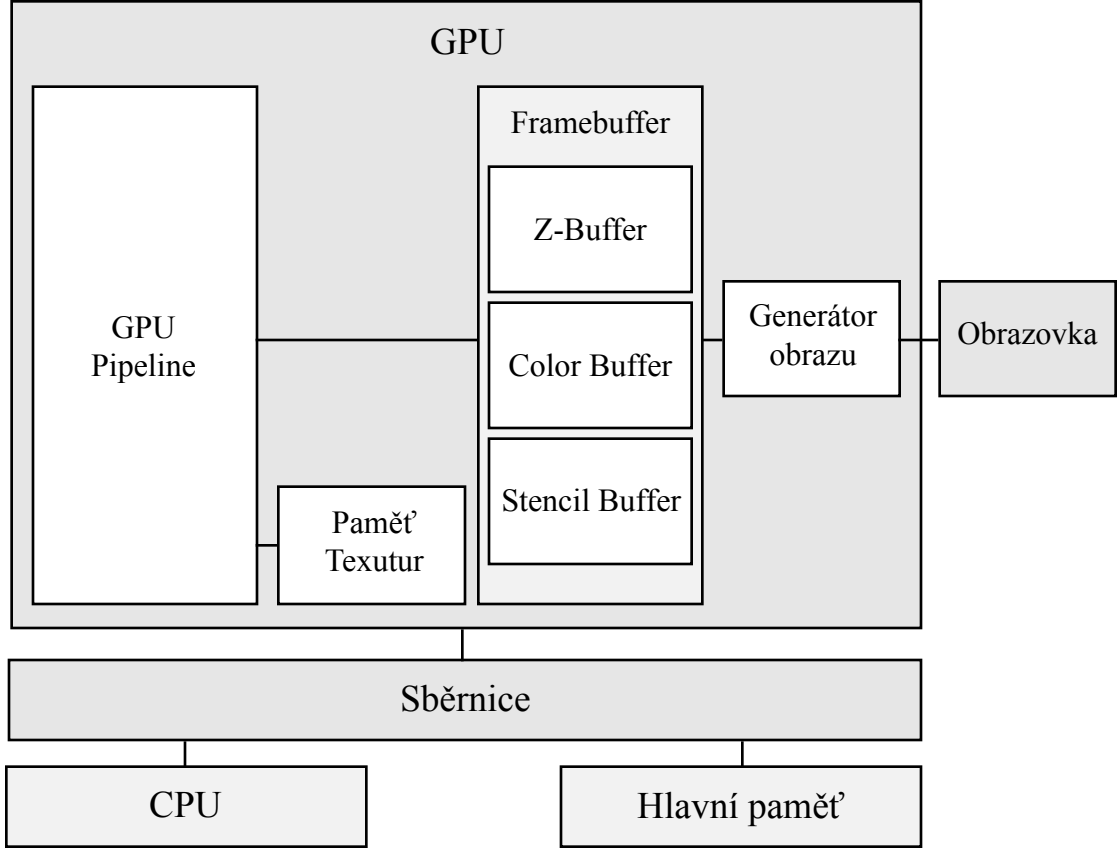 GPU
GPU
Pipeline
Paměť
Texutur
Framebuffer
Z-Buffer
Color Buffer
Stencil Buffer
Generátor
obrazu
Obrazovka
Sběrnice
CPU
Hlavní paměť